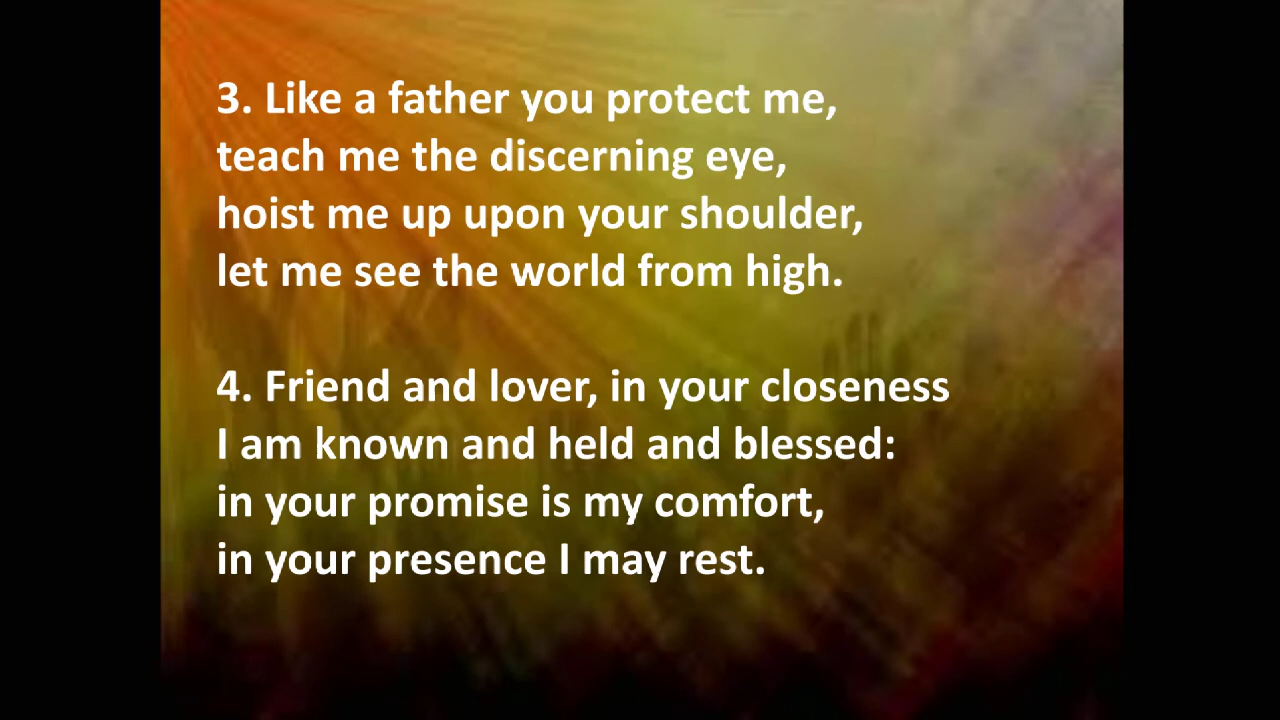 3. Like a father you protect me,
teach me the discerning eye,
hoist me up upon your shoulder,
let me see the world from high.
4. Friend and lover, in your closeness
I am known and held and blessed:
in your promise is my comfort,
in your presence I may rest.